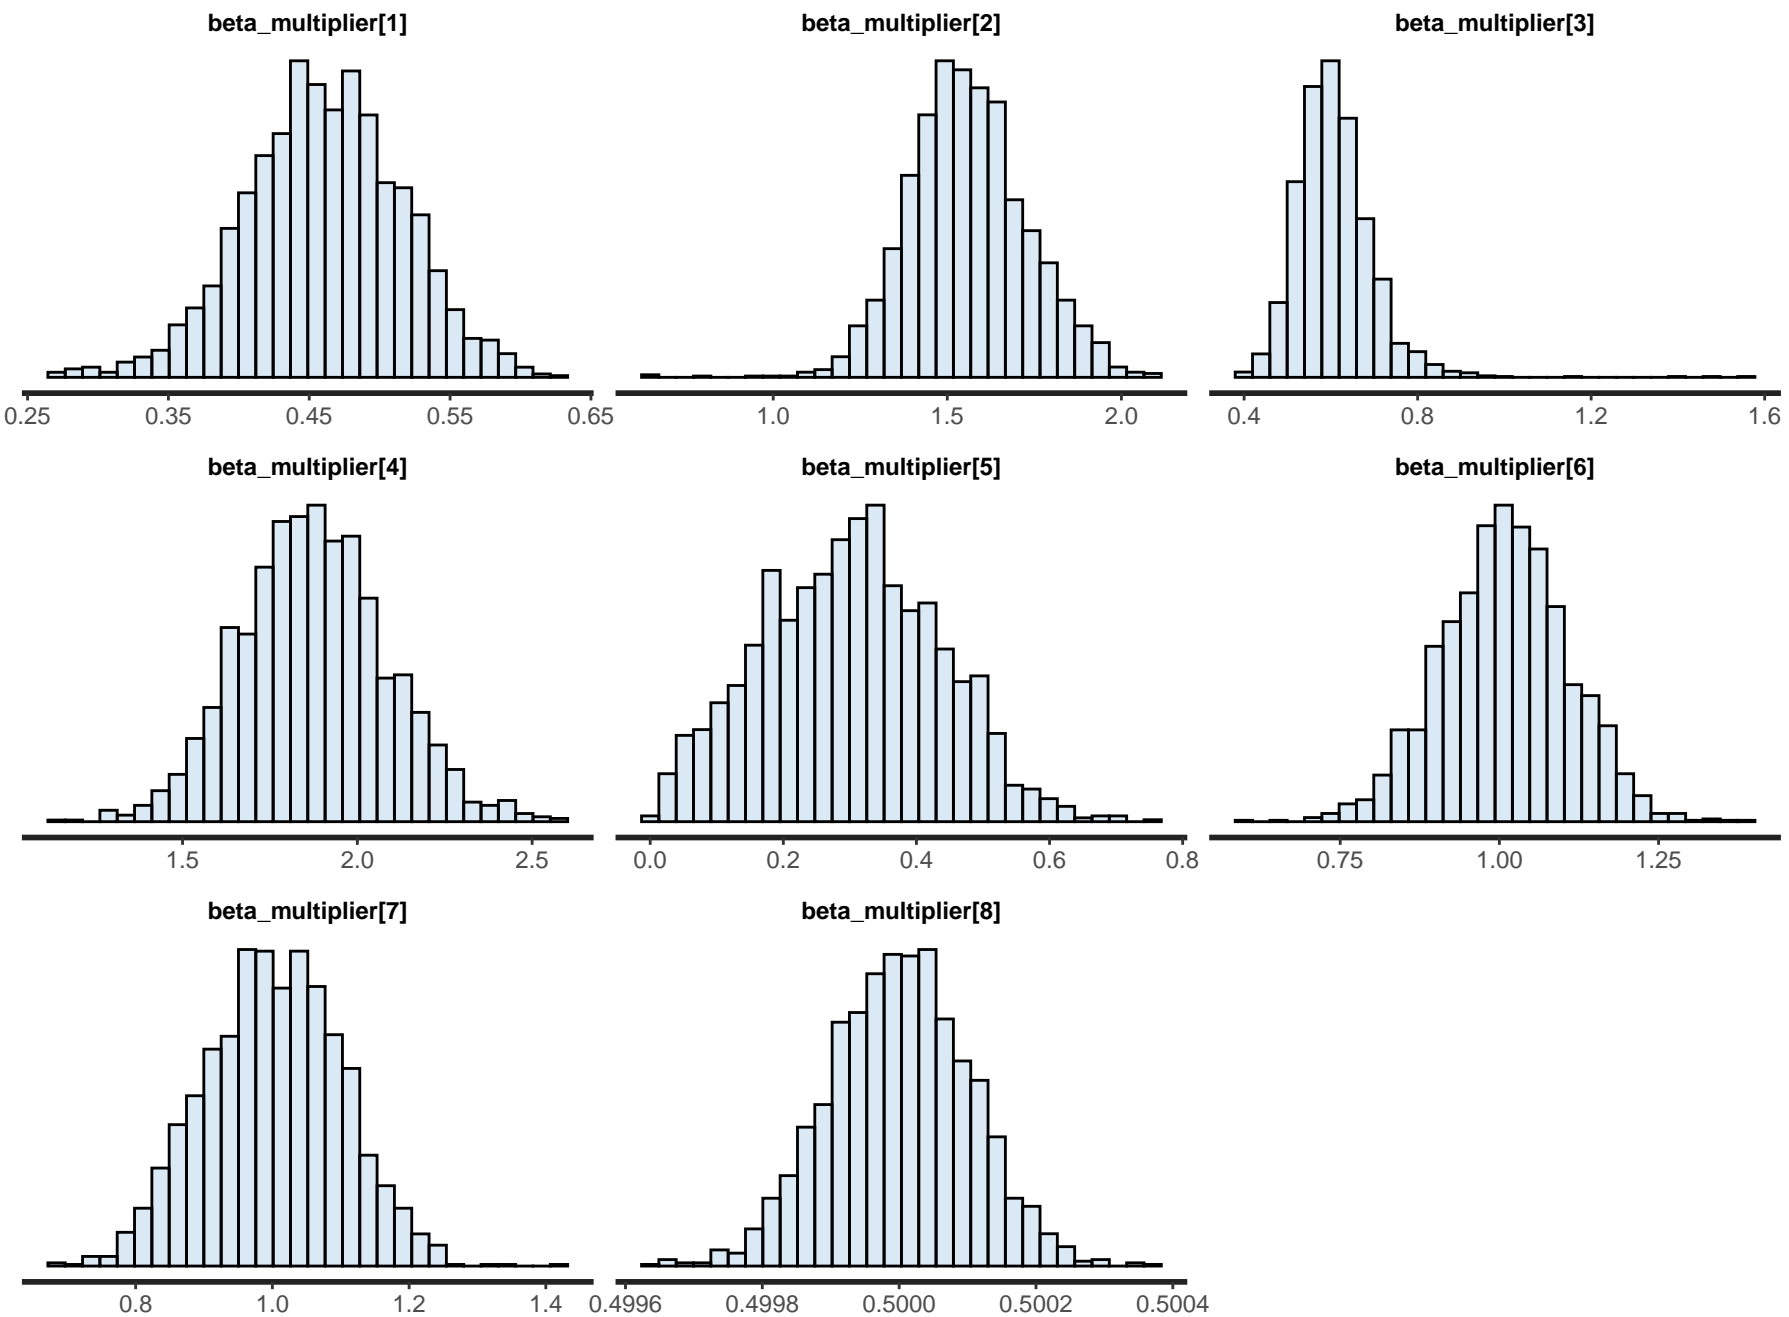 beta_multiplier[1] beta_multiplier[2] beta_multiplier[3]
0.25 0.35 0.45 0.55 0.65 1.0 1.5 2.0 0.4 0.8 1.2 1.6
beta_multiplier[4] beta_multiplier[5] beta_multiplier[6]
1.5 2.0 2.5 0.0 0.2 0.4 0.6 0.8 0.75 1.00 1.25
beta_multiplier[7] beta_multiplier[8]
0.8 1.0 1.2 1.4 0.4996 0.4998 0.5000 0.5002 0.5004